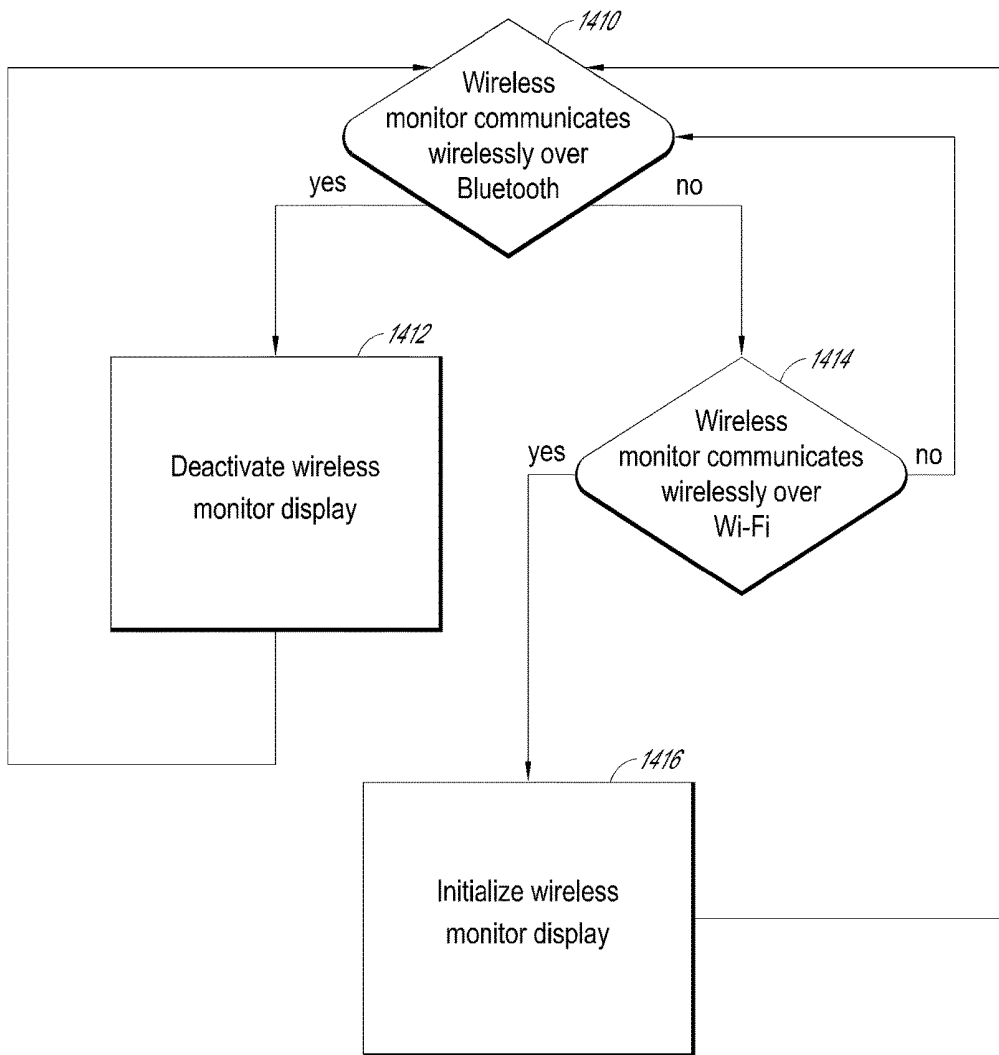 1410
Wireless
monitor communicates
wirelessly over
Bluetooth
yes
no
1412
Deactivate wireless
monitor display
1414
Wireless
monitor communicates
wirelessly over
Wi-Fi
yes
no
1416
Initialize wireless
monitor display